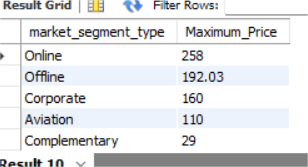 Result Grid Filter Rows:
market_segment_type Maximum_Price
Online 258
Offline 192.03
Corporate 160
Aviation 110
Complementary 29
Result 10 ×